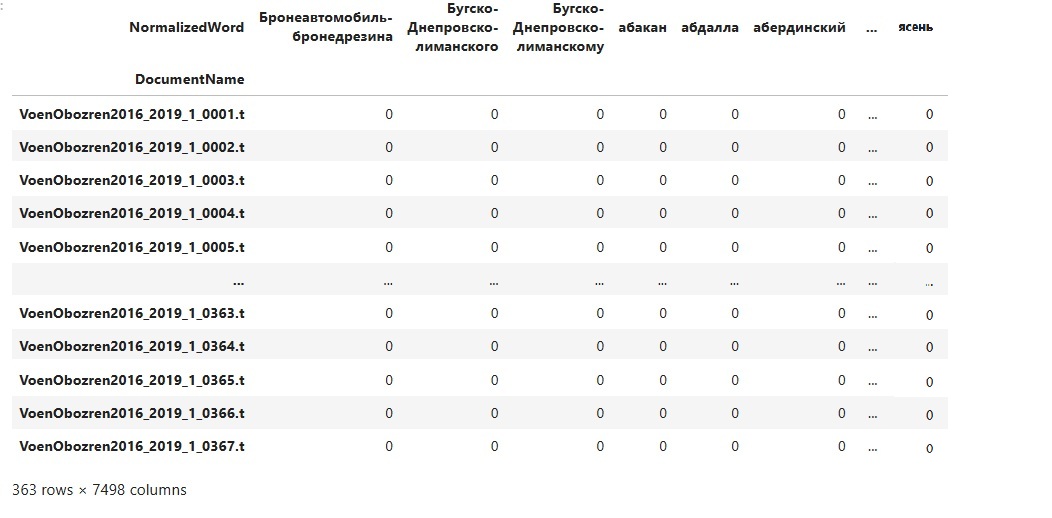 :
NormalizedWord Бронеавтомобиль-бронедрезина Бугско-Днепровско-лиманского Бугско-Днепровско-лиманскому абакан абдалла абердинский ... ясень
DocumentName
VoenObozren2016_2019_1_0001.t 0 0 0 0 0 0 ... 0
VoenObozren2016_2019_1_0002.t 0 0 0 0 0 0 ... 0
VoenObozren2016_2019_1_0003.t 0 0 0 0 0 0 ... 0
VoenObozren2016_2019_1_0004.t 0 0 0 0 0 0 ... 0
VoenObozren2016_2019_1_0005.t 0 0 0 0 0 0 ... 0
... ... ... ... ... ... ... ... ...
VoenObozren2016_2019_1_0363.t 0 0 0 0 0 0 ... 0
VoenObozren2016_2019_1_0364.t 0 0 0 0 0 0 ... 0
VoenObozren2016_2019_1_0365.t 0 0 0 0 0 0 ... 0
VoenObozren2016_2019_1_0366.t 0 0 0 0 0 0 ... 0
VoenObozren2016_2019_1_0367.t 0 0 0 0 0 0 ... 0
363 rows × 7498 columns